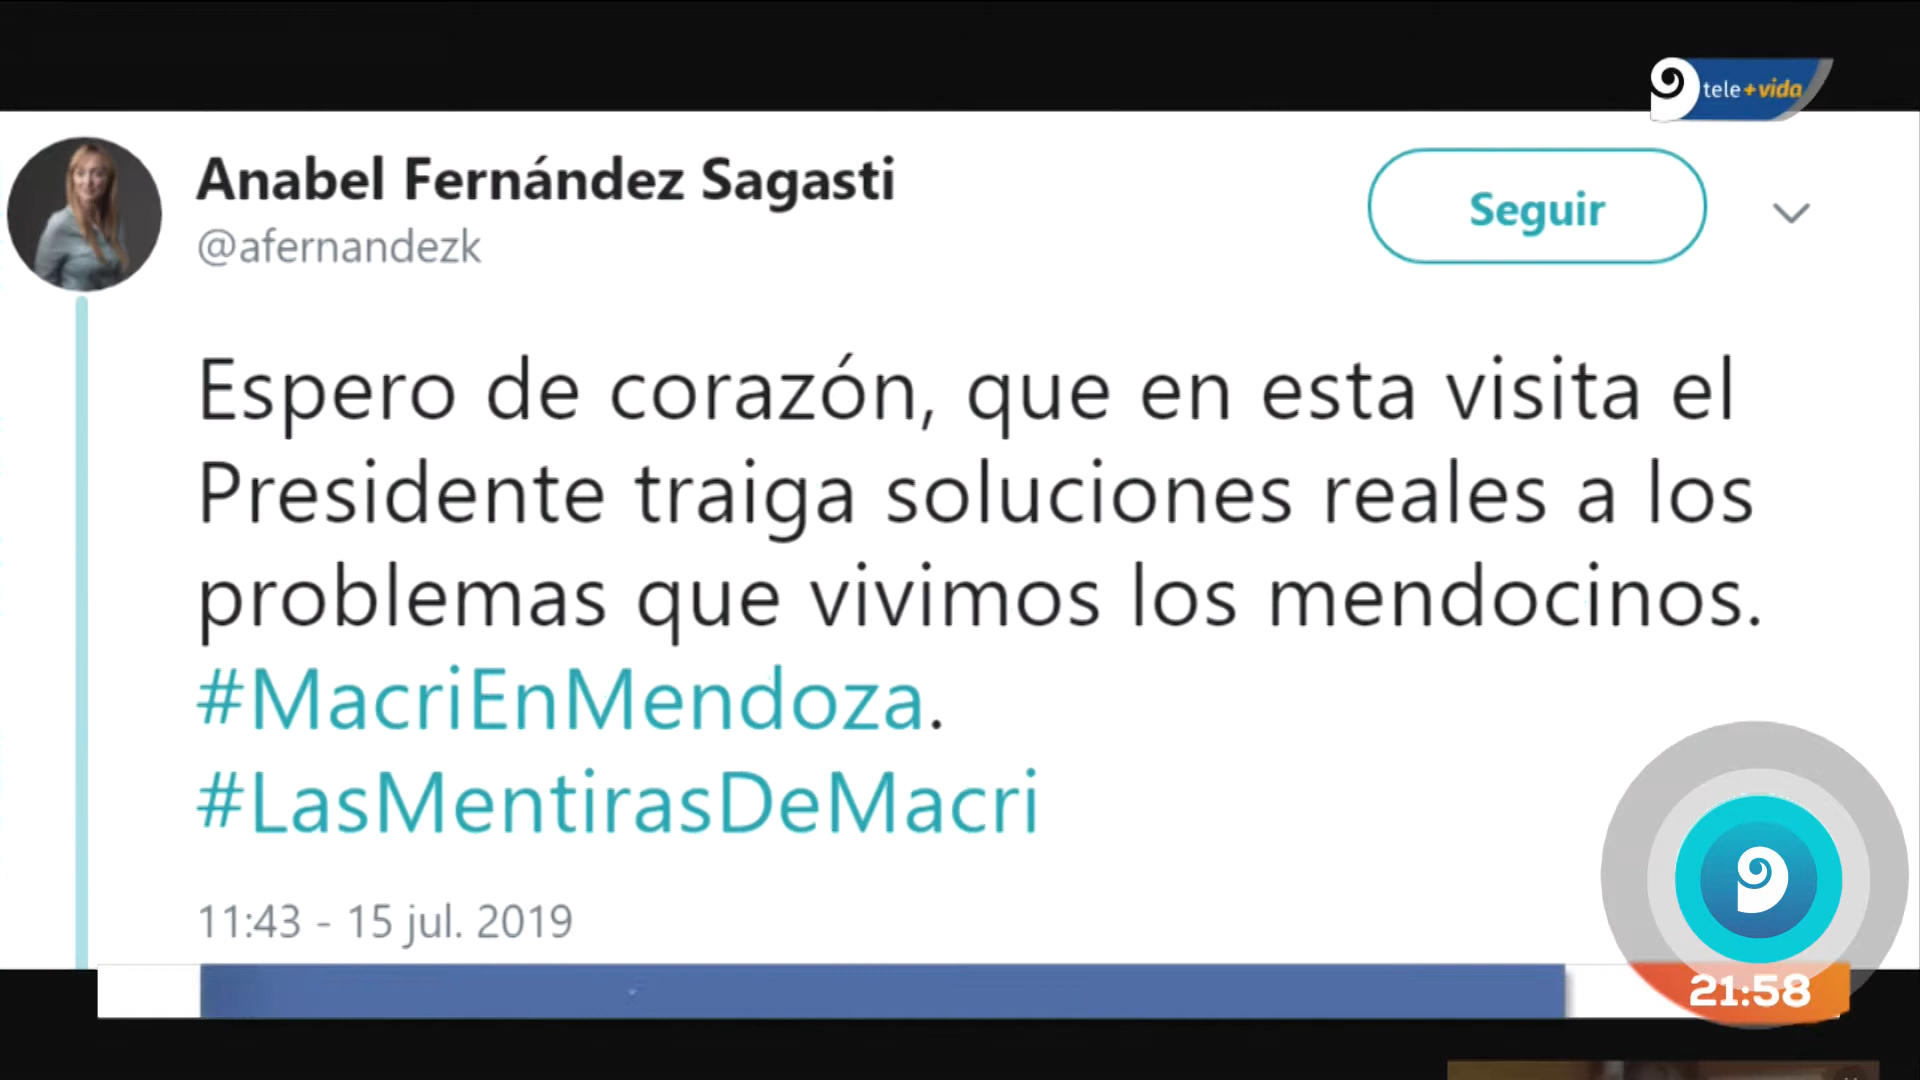 tele+vida
Anabel Fernández Sagasti
@afernandezk
Seguir
Espero de corazón, que en esta visita el
Presidente traiga soluciones reales a los
problemas que vivimos los mendocinos.
#MacriEnMendoza.
#LasMentirasDeMacri
11:43 - 15 jul. 2019
21:58